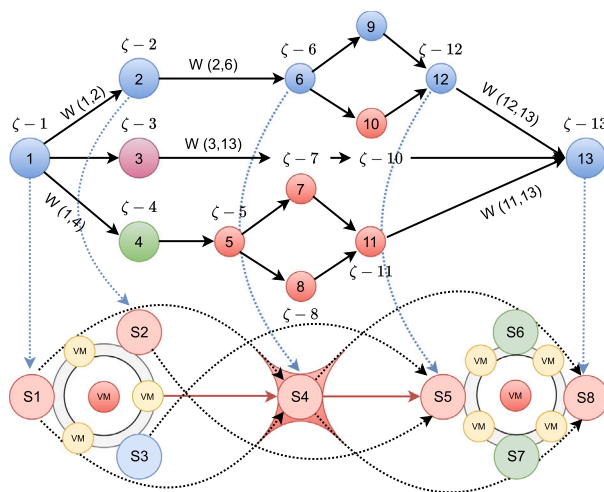 9
ζ − 2
ζ − 6
ζ − 12
W (2,6)
2
6
12
W (1,2)
W (12,13)
ζ − 1
ζ − 3
10
ζ − 13
W (3,13)
1
3
ζ − 7
ζ − 10
13
W (1,4)
ζ − 4
ζ − 5
7
W (11,13)
4
5
11
ζ − 11
8
ζ − 8
S2
S6
VM
VM
VM
S1
VM
VM
S4
S5
VM
S8
VM
VM
VM
S3
S7